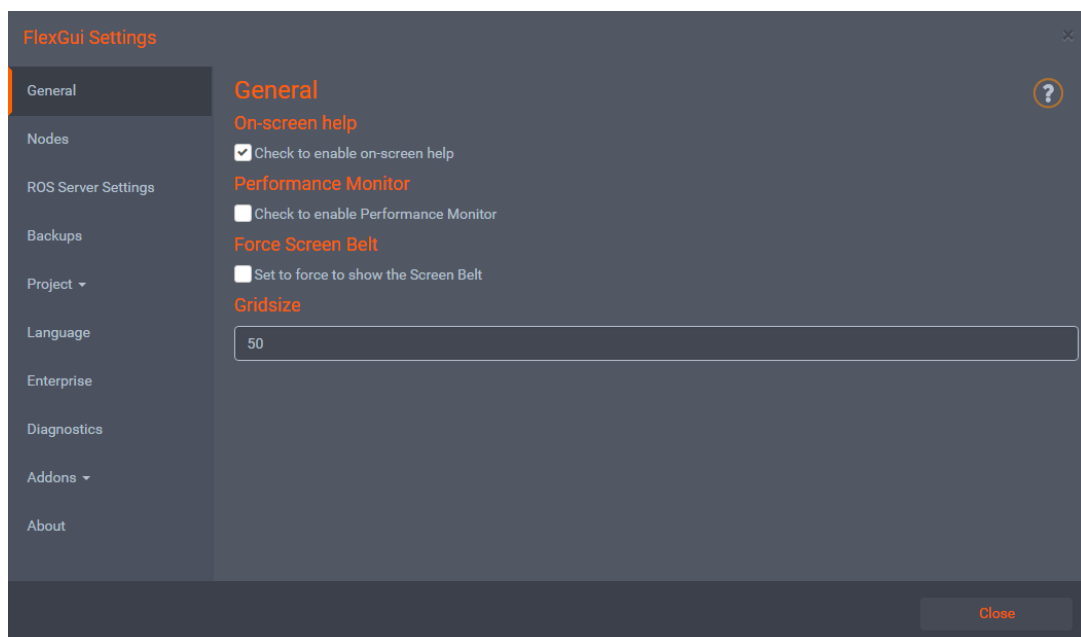 FlexGui Settings
×
General
Nodes
ROS Server Settings
Backups
Project
Language
Enterprise
Diagnostics
Addons
About
General
?
On-screen help
Check to enable on-screen help
Performance Monitor
Check to enable Performance Monitor
Force Screen Belt
Set to force to show the Screen Belt
Gridsize
50
Close